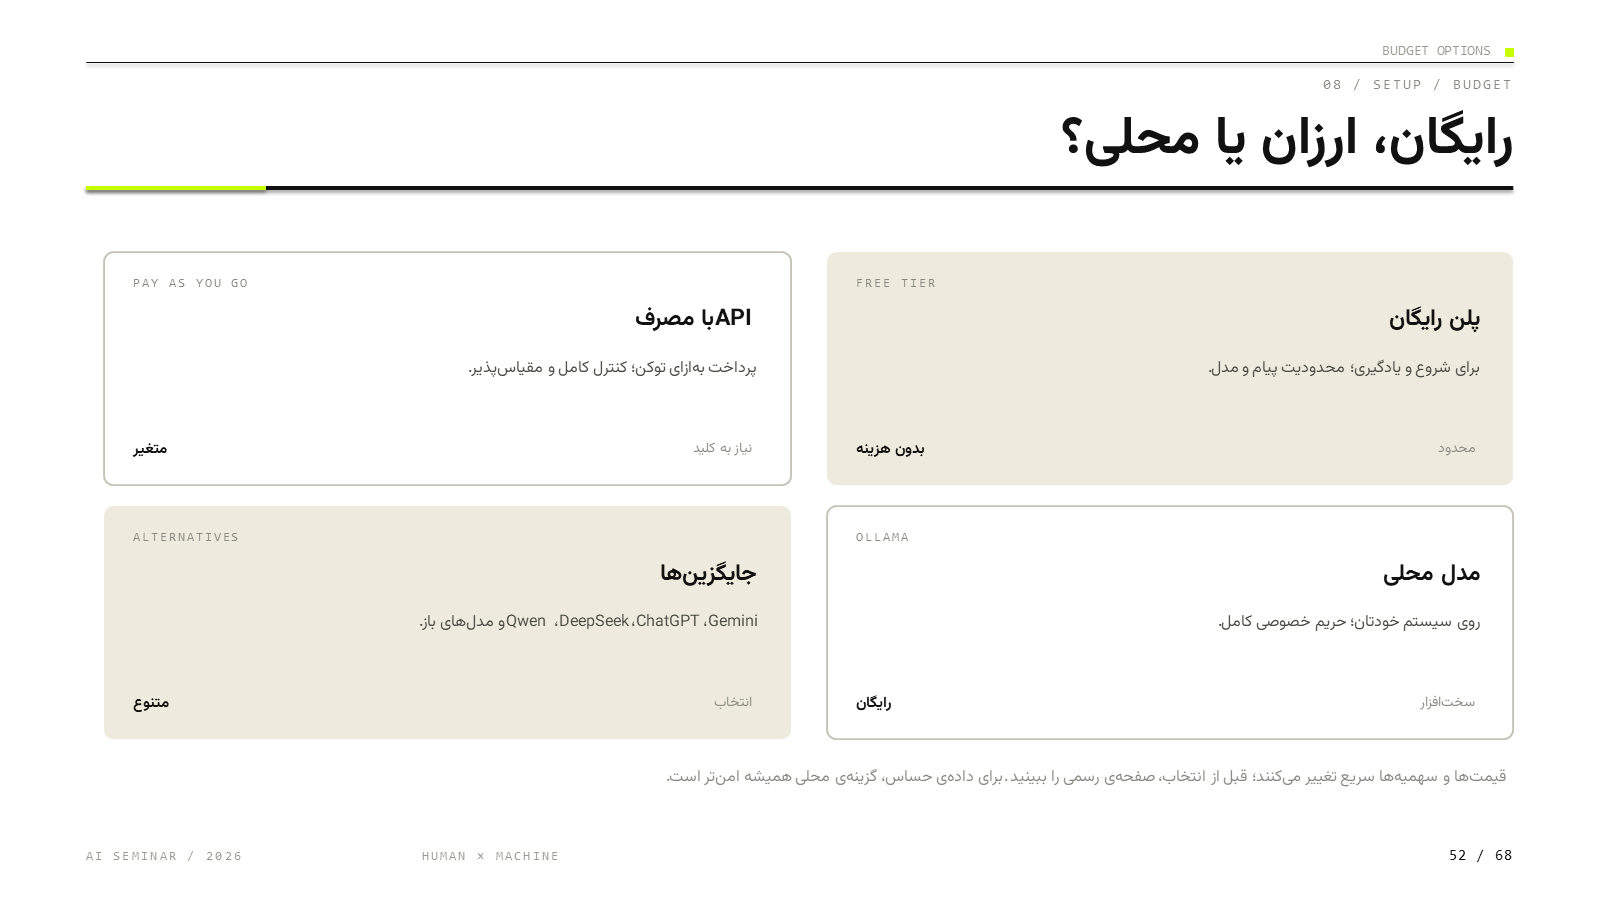 BUDGET OPTIONS
08 / SETUP / BUDGET
رایگان، ارزان یا محلی؟
FREE TIER
پلن رایگان
برای شروع و یادگیری؛ محدودیت پیام و مدل.
محدود
بدون هزینه
PAY AS YOU GO
APIبا مصرف
پرداخت به‌ازای توکن؛ کنترل کامل و مقیاس‌پذیر.
نیاز به کلید
متغیر
OLLAMA
مدل محلی
روی سیستم خودتان؛ حریم خصوصی کامل.
سخت‌افزار
رایگان
ALTERNATIVES
جایگزین‌ها
Gemini، ChatGPT،DeepSeek، Qwenو مدل‌های باز.
انتخاب
متنوع
قیمت‌ها و سهمیه‌ها سریع تغییر می‌کنند؛ قبل از انتخاب، صفحه‌ی رسمی را ببینید.برای داده‌ی حساس، گزینه‌ی محلی همیشه امن‌تر است.
AI SEMINAR / 2026
HUMAN × MACHINE
52 / 68